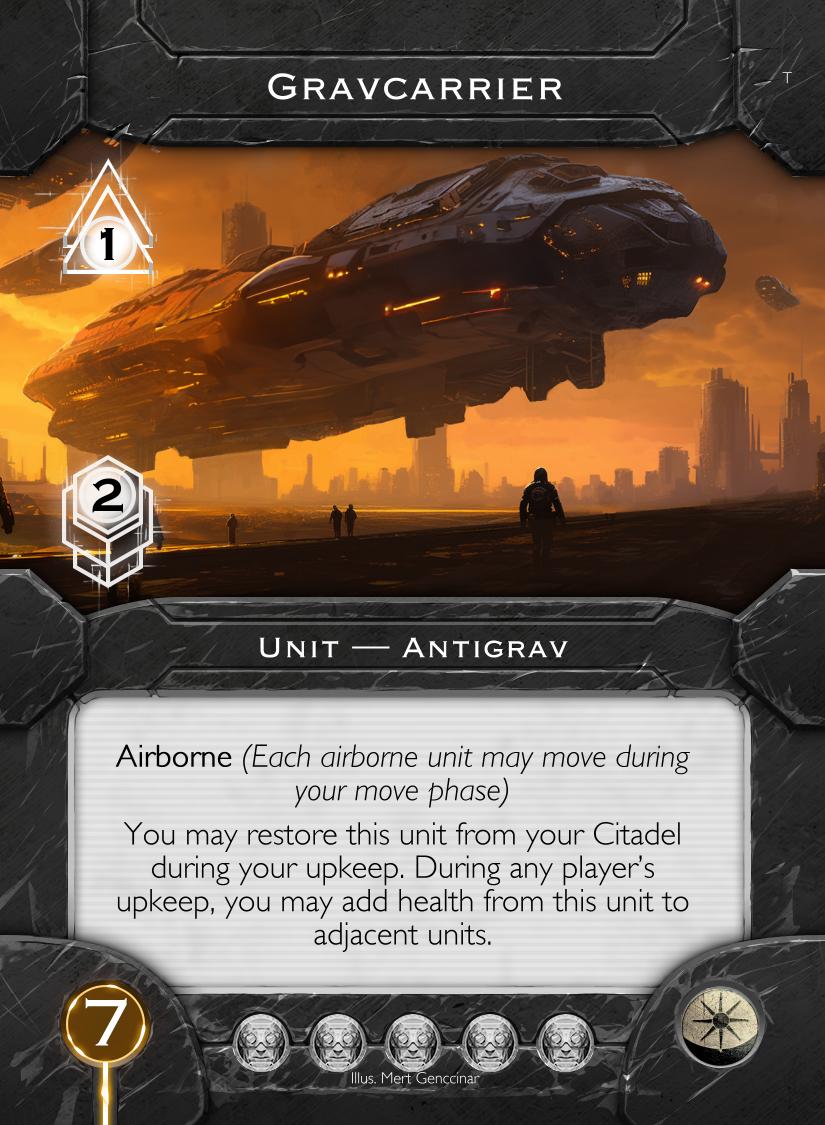 Gravcarrier
T
1
2
Unit — Antigrav
Airborne (Each airborne unit may move during
your move phase)
You may restore this unit from your Citadel
during your upkeep. During any player's
upkeep, you may add health from this unit to
adjacent units.
7
Illus. Mert Genccinar